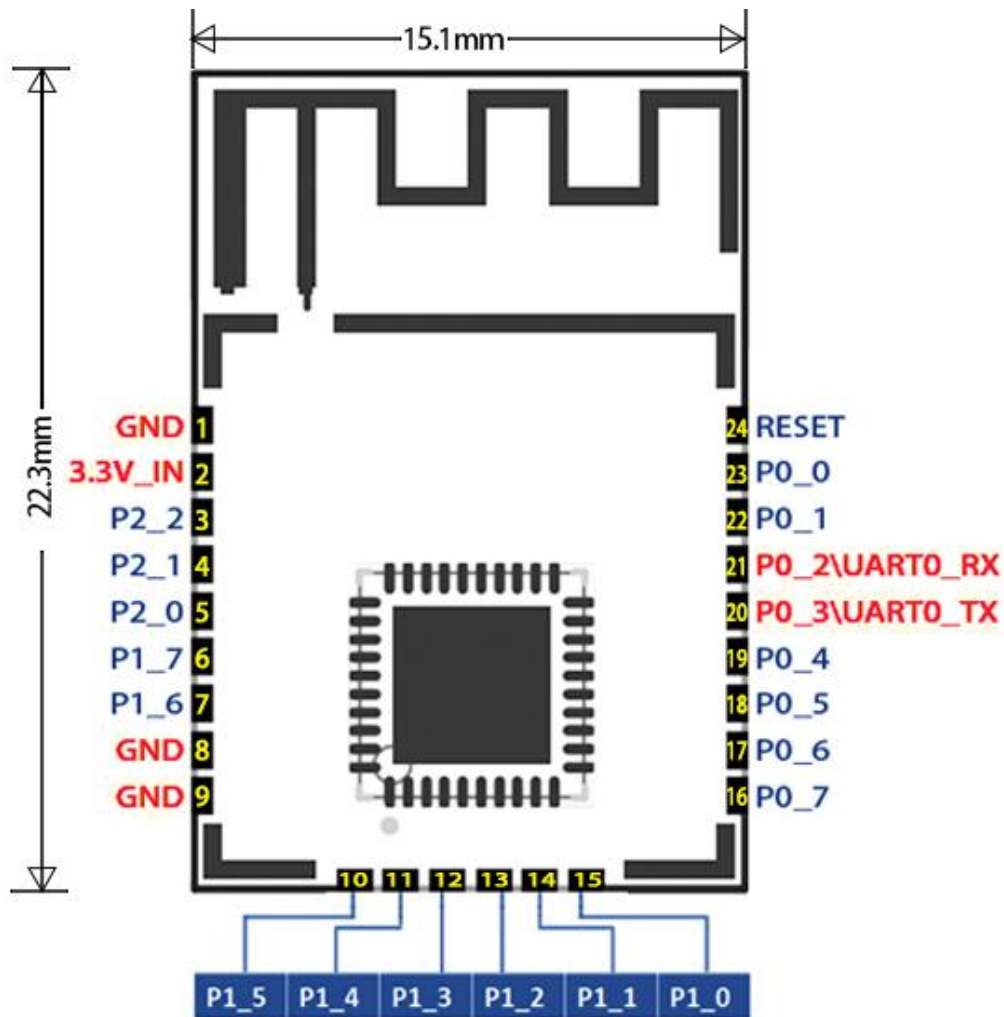 15.1mm
22.3mm
GND 1
3.3V_IN 2
P2_2 3
P2_1 4
P2_0 5
P1_7 6
P1_6 7
GND 8
GND 9
24 RESET
23 P0_0
22 P0_1
21 P0_2\UART0_RX
20 P0_3\UART0_TX
19 P0_4
18 P0_5
17 P0_6
16 P0_7
10 11 12 13 14 15
P1_5 P1_4 P1_3 P1_2 P1_1 P1_0